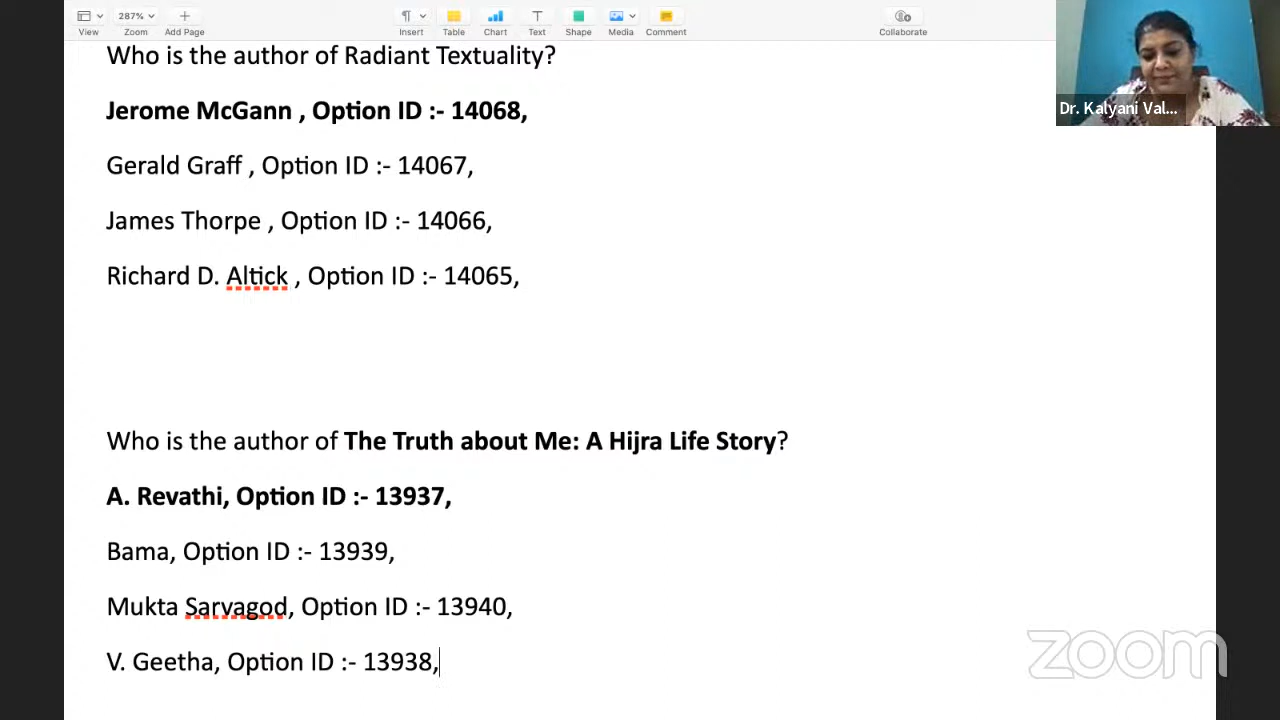 287%
View
Zoom
Add Page
Insert
Table
Chart
Text
Shape
Media
Comment
Collaborate
Who is the author of Radiant Textuality?
Jerome McGann , Option ID :- 14068,
Gerald Graff , Option ID :- 14067,
James Thorpe , Option ID :- 14066,
Richard D. Altick , Option ID :- 14065,
Dr. Kalyani Val...
Who is the author of The Truth about Me: A Hijra Life Story?
A. Revathi, Option ID :- 13937,
Bama, Option ID :- 13939,
Mukta Sarvagod, Option ID :- 13940,
V. Geetha, Option ID :- 13938,
zoom